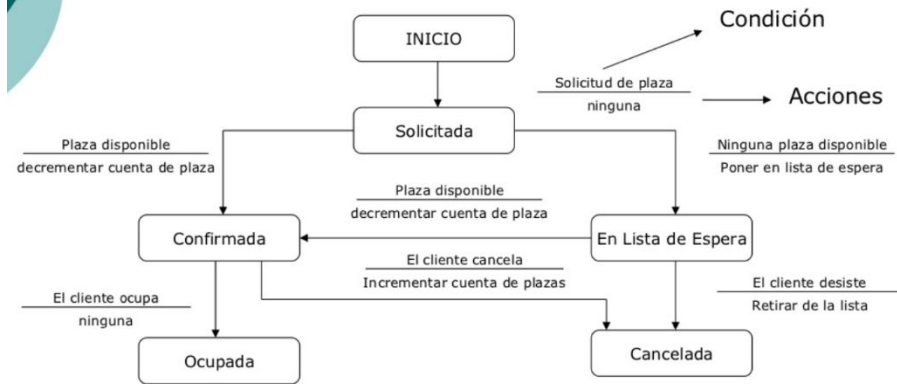 INICIO
Condición
Solicitud de plaza
ninguna
Acciones
Solicitada
Plaza disponible
decrementar cuenta de plaza
Ninguna plaza disponible
Poner en lista de espera
Plaza disponible
decrementar cuenta de plaza
Confirmada
En Lista de Espera
El cliente cancela
Incrementar cuenta de plazas
El cliente ocupa
ninguna
El cliente desiste
Retirar de la lista
Ocupada
Cancelada